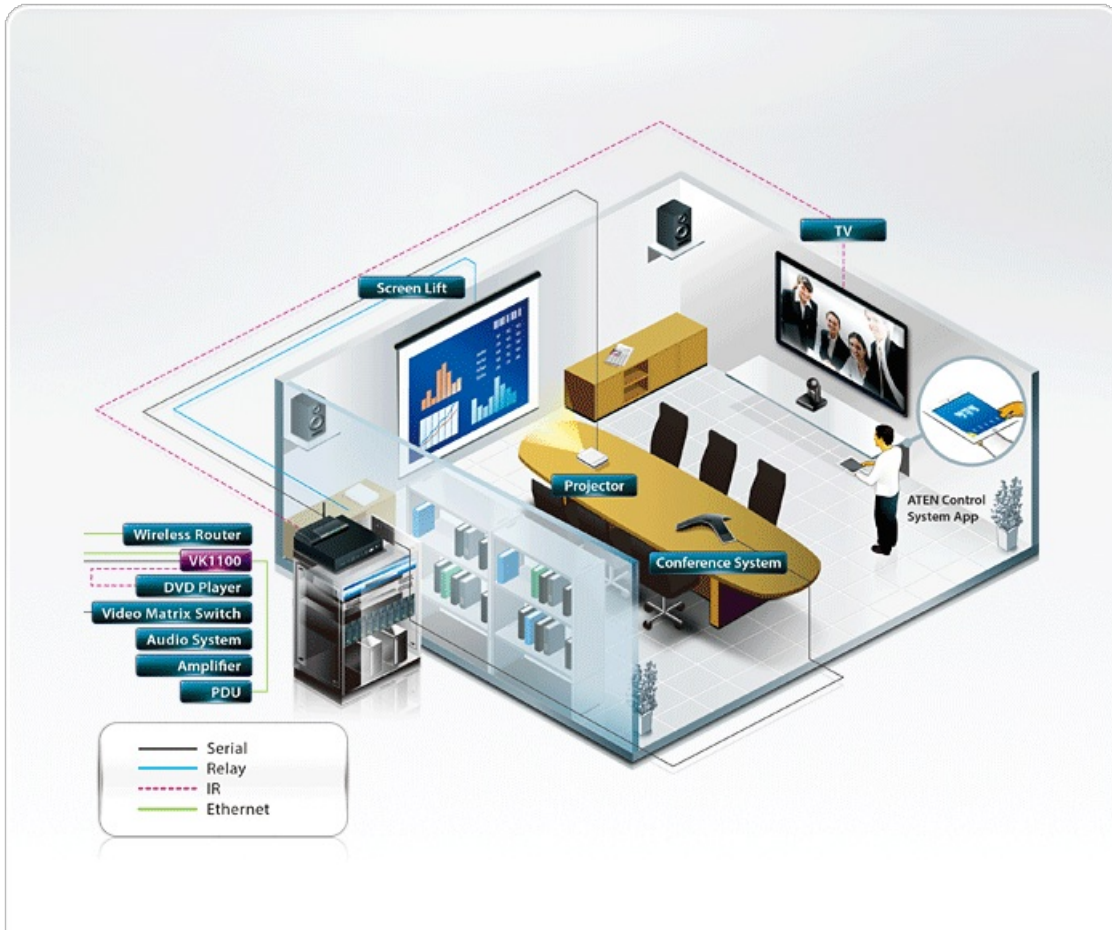 TV
Screen Lift
Projector
ATEN Control
System App
Conference System
Wireless Router
VK1100
DVD Player
Video Matrix Switch
Audio System
Amplifier
PDU
Serial
Relay
IR
Ethernet